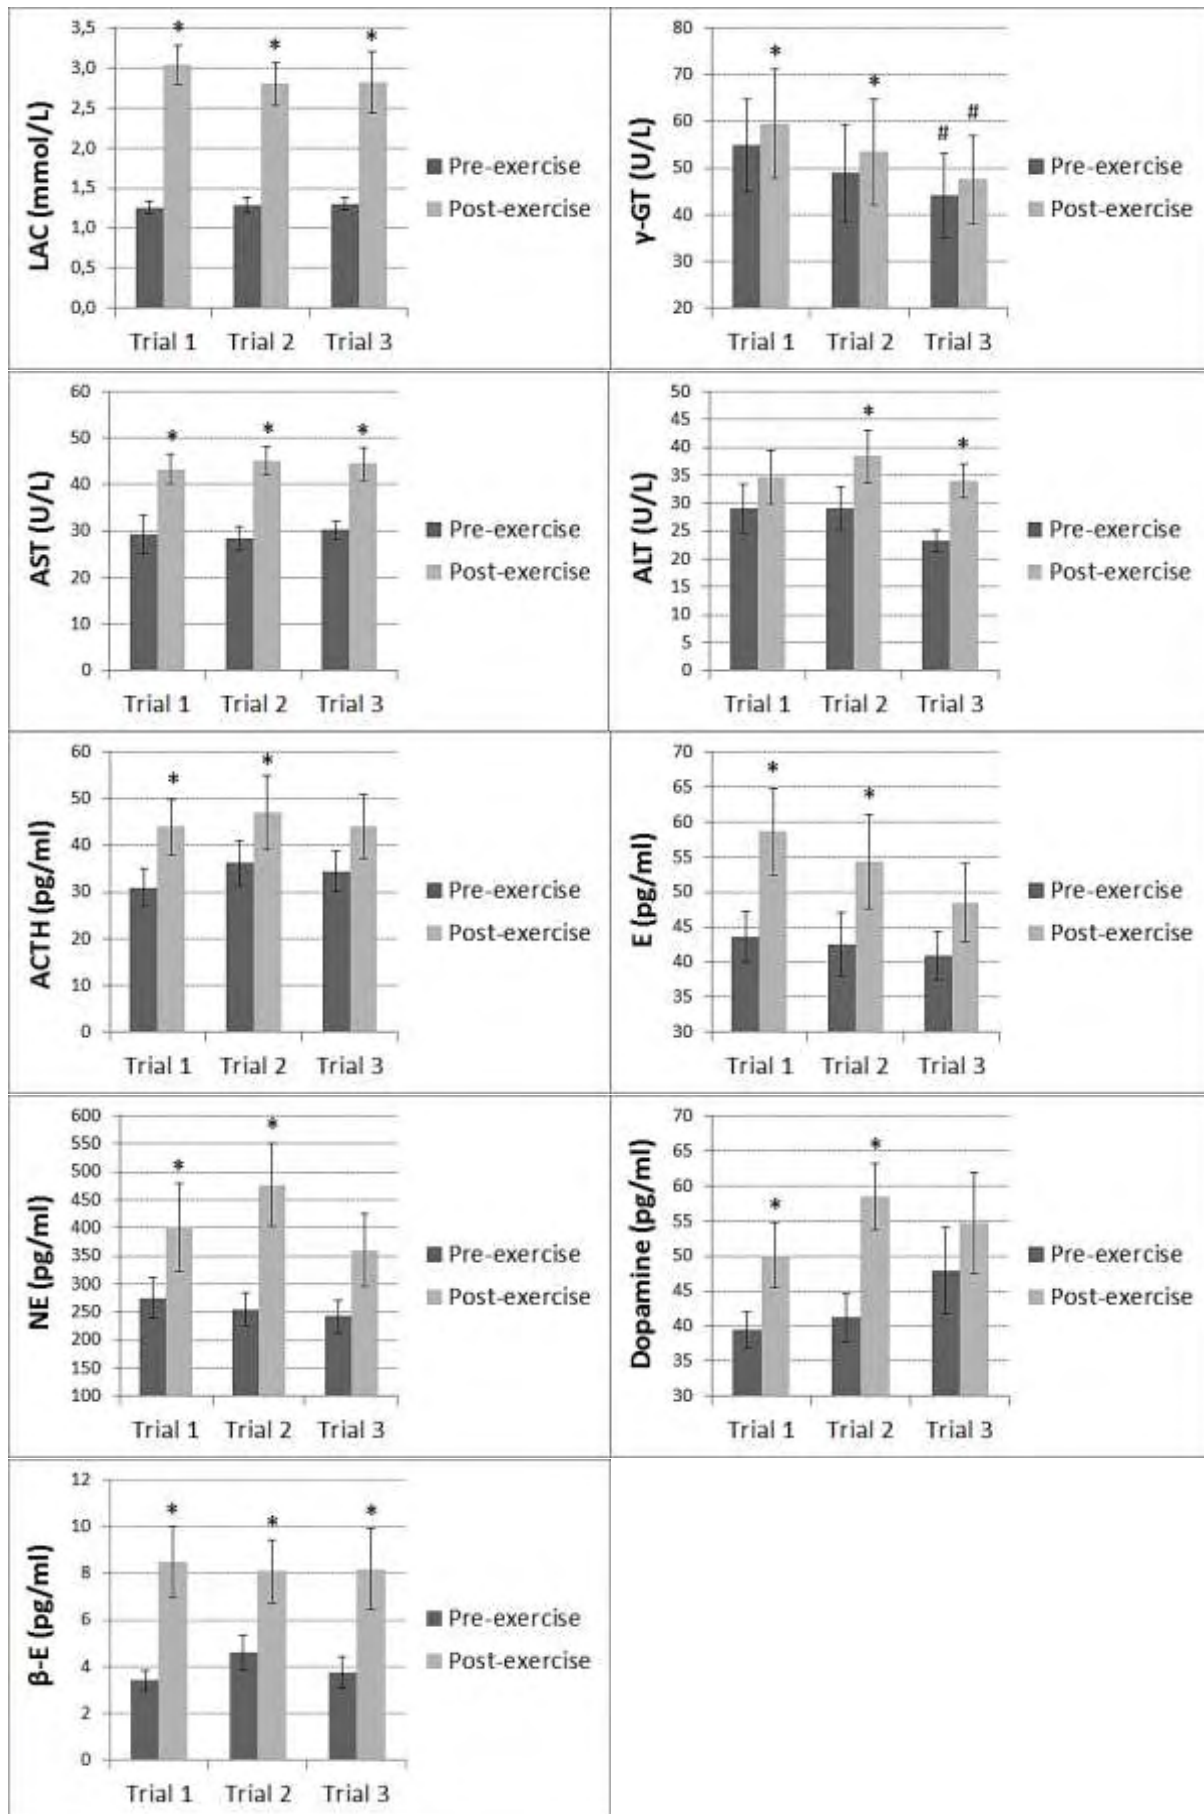 LAC (mmol/L)
3,5
3,0
2,5
2,0
1,5
1,0
0,5
0,0
* * *
Trial 1 Trial 2 Trial 3
Pre-exercise
Post-exercise
γ-GT (U/L)
80
70
60
50
40
30
20
* * # #
Trial 1 Trial 2 Trial 3
Pre-exercise
Post-exercise
AST (U/L)
60
50
40
30
20
10
0
* * *
Trial 1 Trial 2 Trial 3
Pre-exercise
Post-exercise
ALT (U/L)
50
45
40
35
30
25
20
15
10
5
0
* *
Trial 1 Trial 2 Trial 3
Pre-exercise
Post-exercise
ACTH (pg/ml)
60
50
40
30
20
10
0
* *
Trial 1 Trial 2 Trial 3
Pre-exercise
Post-exercise
E (pg/ml)
70
65
60
55
50
45
40
35
30
* *
Trial 1 Trial 2 Trial 3
Pre-exercise
Post-exercise
NE (pg/ml)
600
550
500
450
400
350
300
250
200
150
100
* *
Trial 1 Trial 2 Trial 3
Pre-exercise
Post-exercise
Dopamine (pg/ml)
70
65
60
55
50
45
40
35
30
* *
Trial 1 Trial 2 Trial 3
Pre-exercise
Post-exercise
β-E (pg/ml)
12
10
8
6
4
2
0
* * *
Trial 1 Trial 2 Trial 3
Pre-exercise
Post-exercise